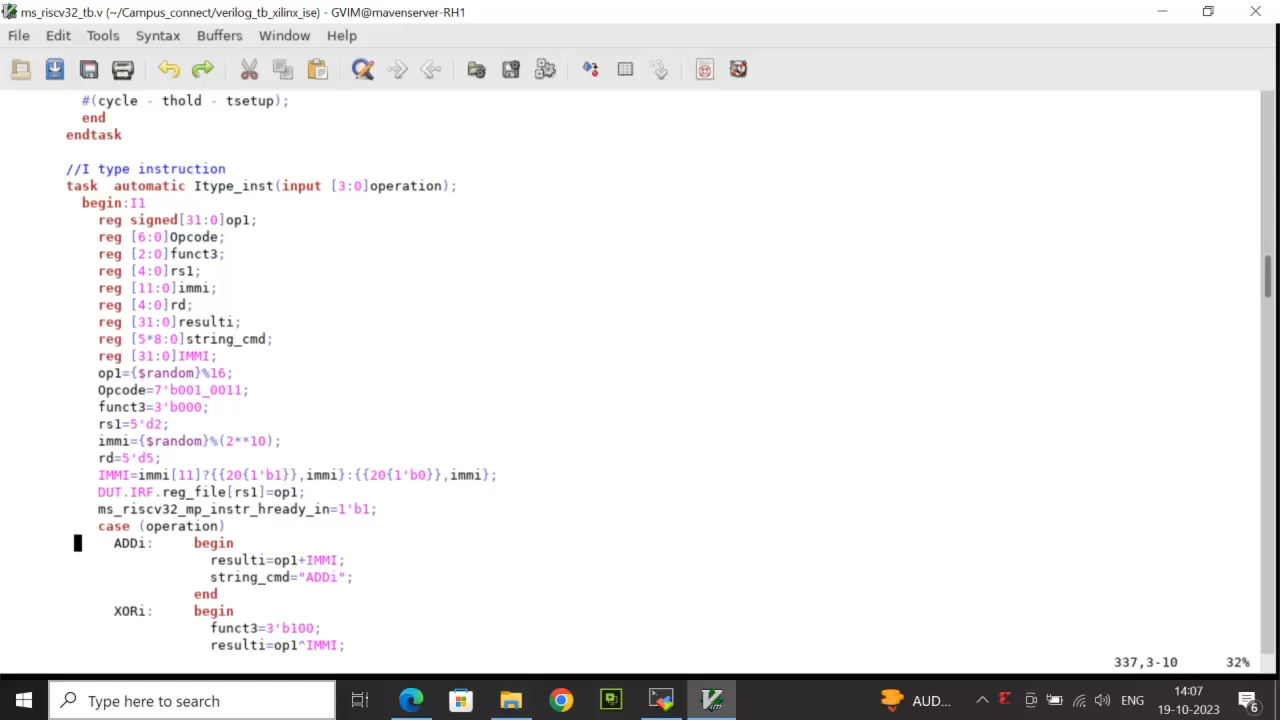 ms_riscv32_tb.v (~/Campus_connect/verilog_tb_xilinx_ise) - GVIM@mavenserver-RH1
File Edit Tools Syntax Buffers Window Help
#(cycle - thold - tsetup);
end
endtask
//I type instruction
task  automatic Itype_inst(input [3:0]operation);
begin:I1
reg signed[31:0]op1;
reg [6:0]Opcode;
reg [2:0]funct3;
reg [4:0]rs1;
reg [11:0]immi;
reg [4:0]rd;
reg [31:0]resulti;
reg [5*8:0]string_cmd;
reg [31:0]IMMI;
op1={$random}%16;
Opcode=7'b001_0011;
funct3=3'b000;
rs1=5'd2;
immi={$random}%(2**10);
rd=5'd5;
IMMI=immi[11]?{{20{1'b1}},immi}:{{20{1'b0}},immi};
DUT.IRF.reg_file[rs1]=op1;
ms_riscv32_mp_instr_hready_in=1'b1;
case (operation)
ADDi: begin
resulti=op1+IMMI;
string_cmd="ADDi";
end
XORi: begin
funct3=3'b100;
resulti=op1^IMMI;
337,3-10 32%
Type here to search
AUD... ENG 14:07
19-10-2023 6